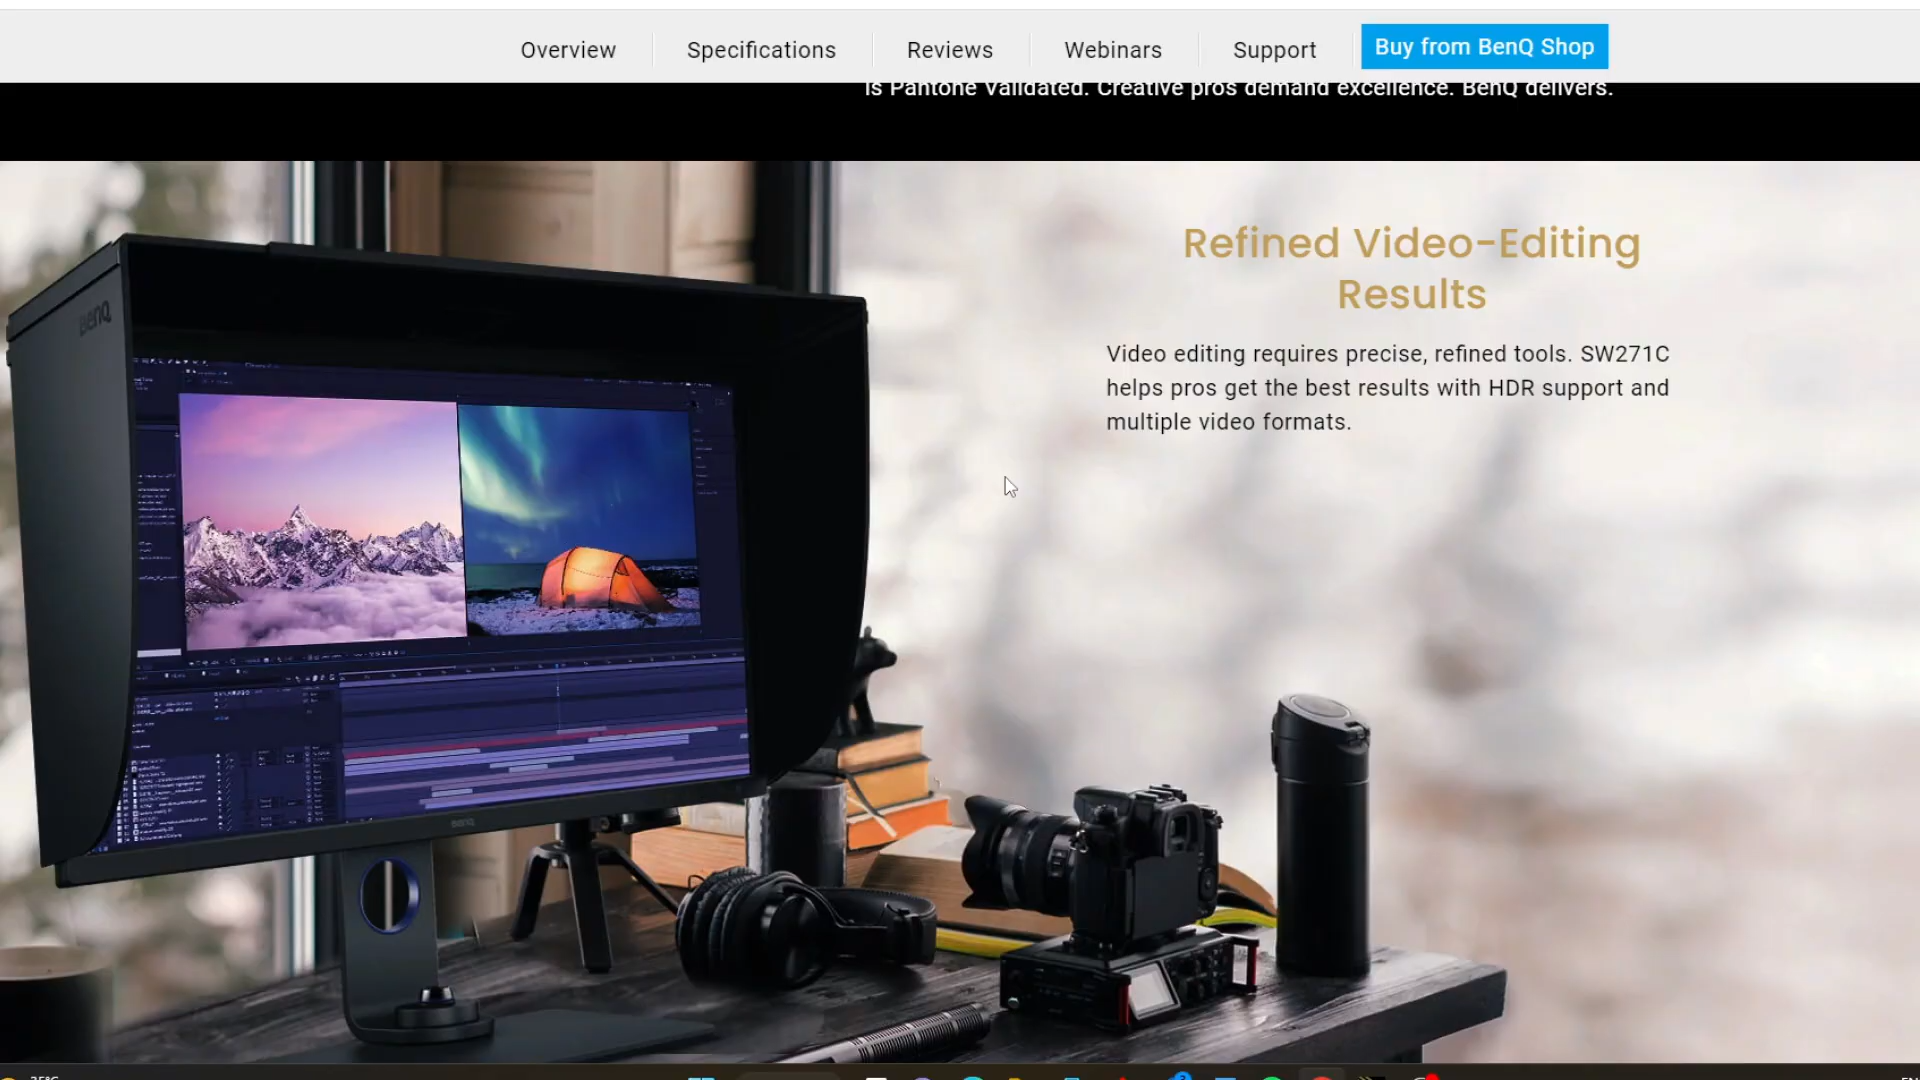 Overview
Specifications
Reviews
Webinars
Support
Buy from BenQ Shop
is Pantone Validated. Creative pros demand excellence. BenQ delivers.
Refined Video-Editing
Results
Video editing requires precise, refined tools. SW271C
helps pros get the best results with HDR support and
multiple video formats.
BenQ
BenQ